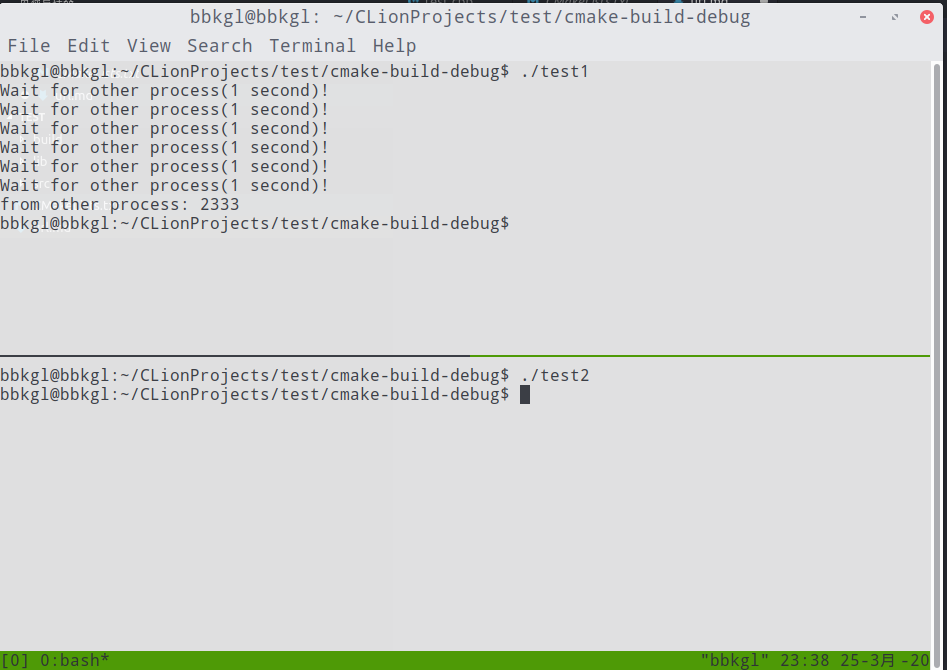 bbkgl@bbkgl: ~/CLionProjects/test/cmake-build-debug
File Edit View Search Terminal Help
bbkgl@bbkgl:~/CLionProjects/test/cmake-build-debug$ ./test1
Wait for other process(1 second)!
Wait for other process(1 second)!
Wait for other process(1 second)!
Wait for other process(1 second)!
Wait for other process(1 second)!
Wait for other process(1 second)!
from other process: 2333
bbkgl@bbkgl:~/CLionProjects/test/cmake-build-debug$
bbkgl@bbkgl:~/CLionProjects/test/cmake-build-debug$ ./test2
bbkgl@bbkgl:~/CLionProjects/test/cmake-build-debug$
[0] 0:bash* "bbkgl" 23:38 25-3月 -20